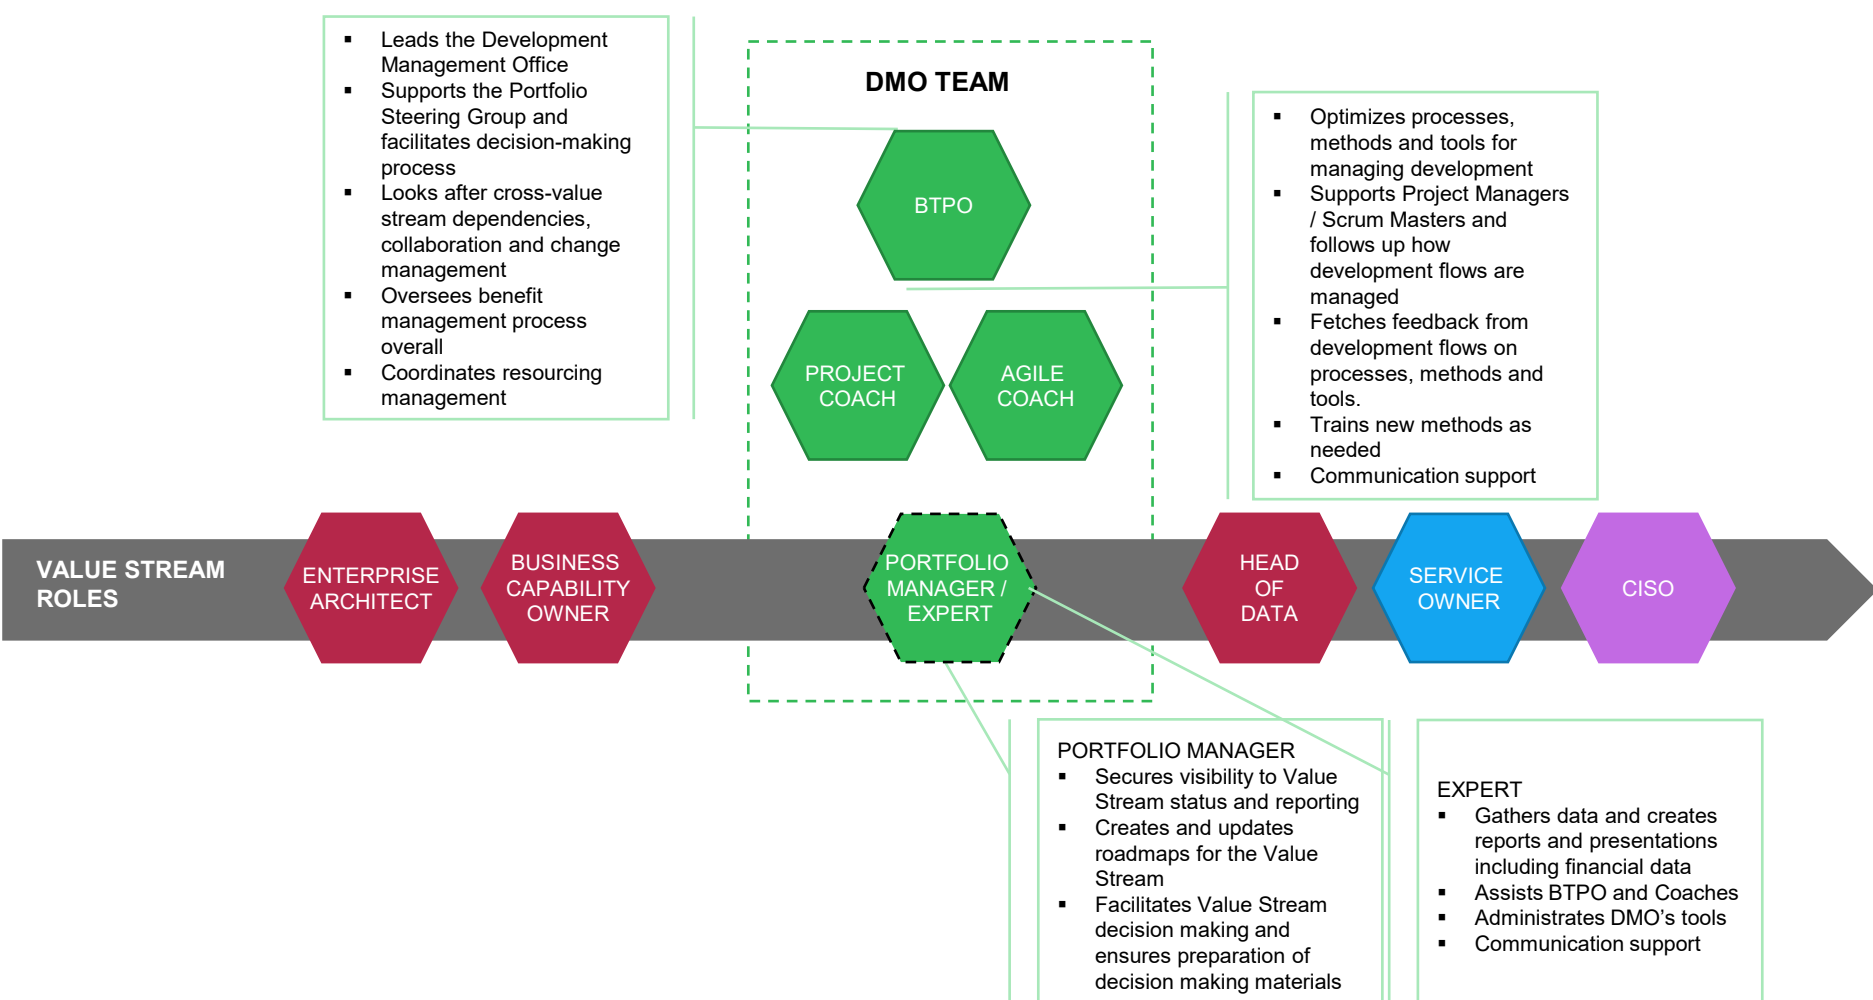 ▪ Leads the Development
Management Office
▪ Supports the Portfolio
Steering Group and
facilitates decision-making
process
▪ Looks after cross-value
stream dependencies,
collaboration and change
management
▪ Oversees benefit
management process
overall
▪ Coordinates resourcing
management
DMO TEAM
BTPO
PROJECT
COACH
AGILE
COACH
▪ Optimizes processes,
methods and tools for
managing development
▪ Supports Project Managers
/ Scrum Masters and
follows up how
development flows are
managed
▪ Fetches feedback from
development flows on
processes, methods and
tools.
▪ Trains new methods as
needed
▪ Communication support
VALUE STREAM
ROLES
ENTERPRISE
ARCHITECT
BUSINESS
CAPABILITY
OWNER
PORTFOLIO
MANAGER /
EXPERT
HEAD
OF
DATA
SERVICE
OWNER
CISO
PORTFOLIO MANAGER
▪ Secures visibility to Value
Stream status and reporting
▪ Creates and updates
roadmaps for the Value
Stream
▪ Facilitates Value Stream
decision making and
ensures preparation of
decision making materials
EXPERT
▪ Gathers data and creates
reports and presentations
including financial data
▪ Assists BTPO and Coaches
▪ Administrates DMO’s tools
▪ Communication support